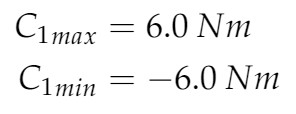 C₁ₘₐₓ = 6.0 Nm
C₁ₘᵢₙ = −6.0 Nm